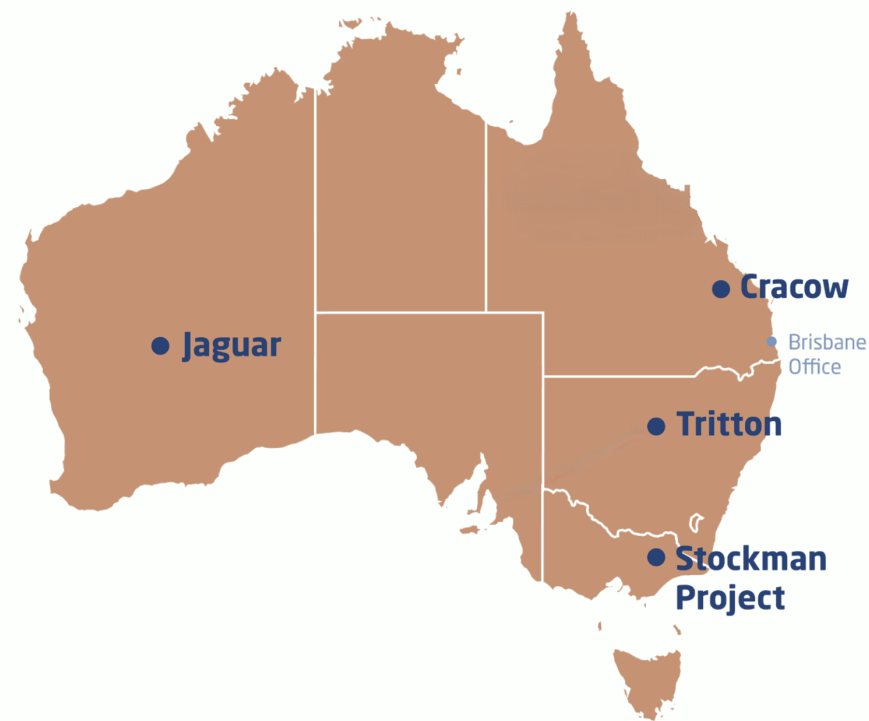 Cracow
Jaguar
Brisbane
Office
Tritton
Stockman
Project